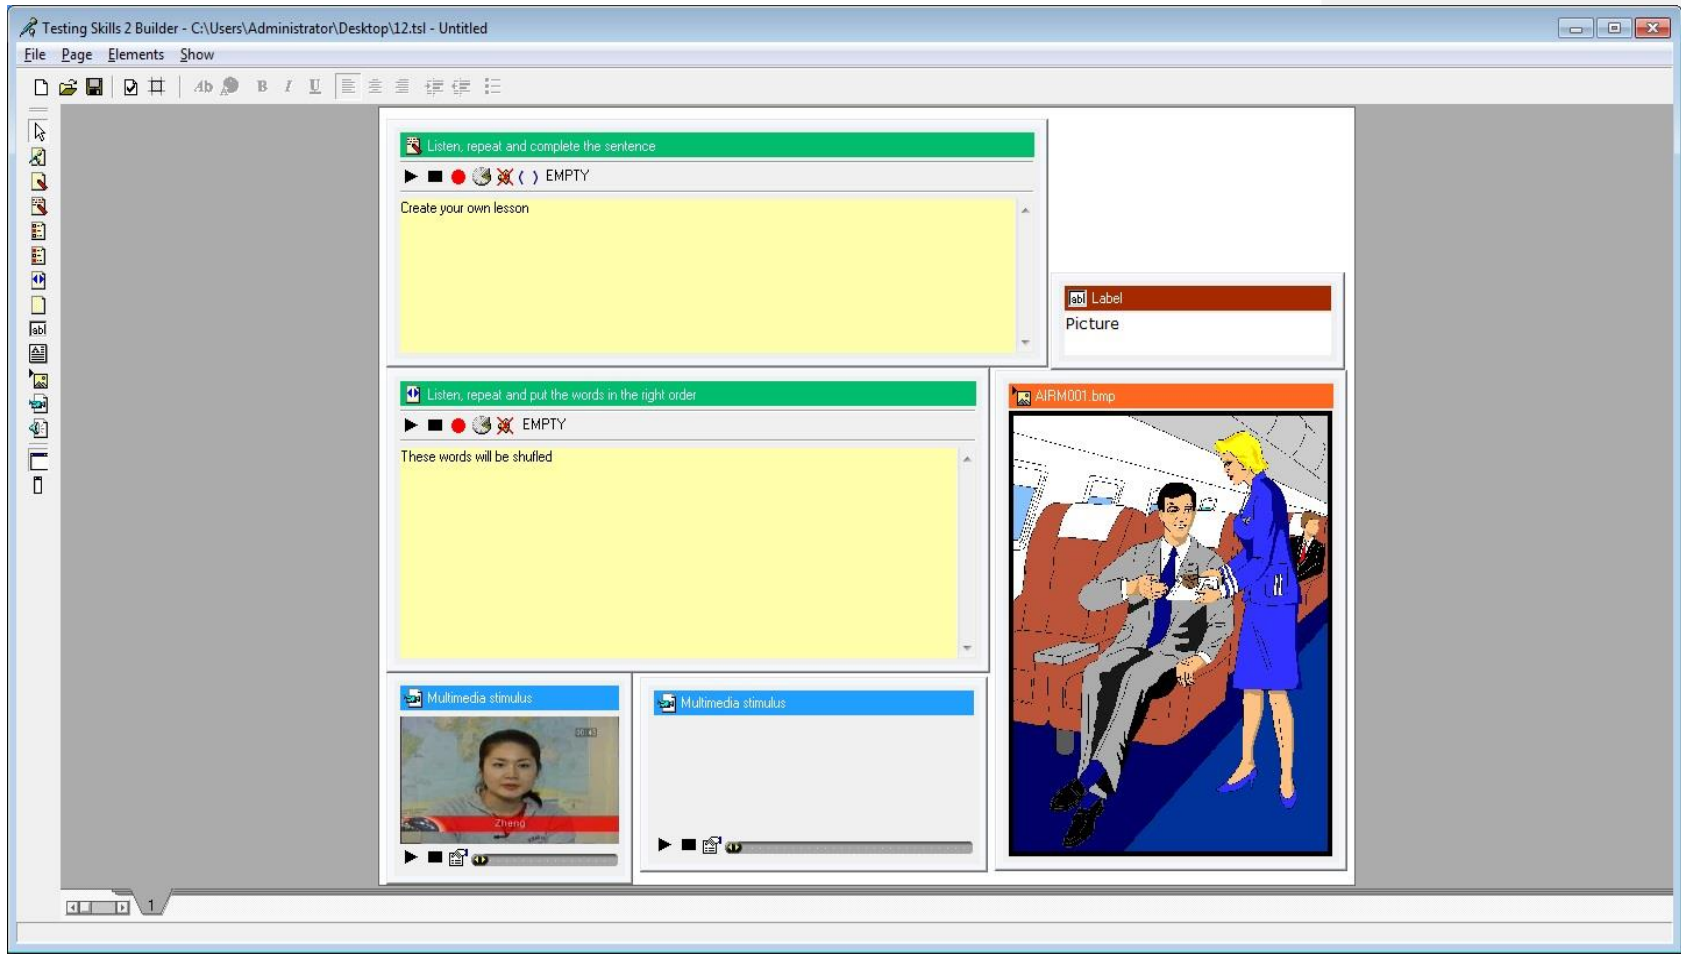 Testing Skills 2 Builder - C:\Users\Administrator\Desktop\12.tsl - Untitled
File Page Elements Show
Ab B I U
Listen, repeat and complete the sentence
( ) EMPTY
Create your own lesson
abl Label
Picture
Listen, repeat and put the words in the right order
EMPTY
These words will be shufled
AIRM001.bmp
Multimedia stimulus
Zheng
Multimedia stimulus
1